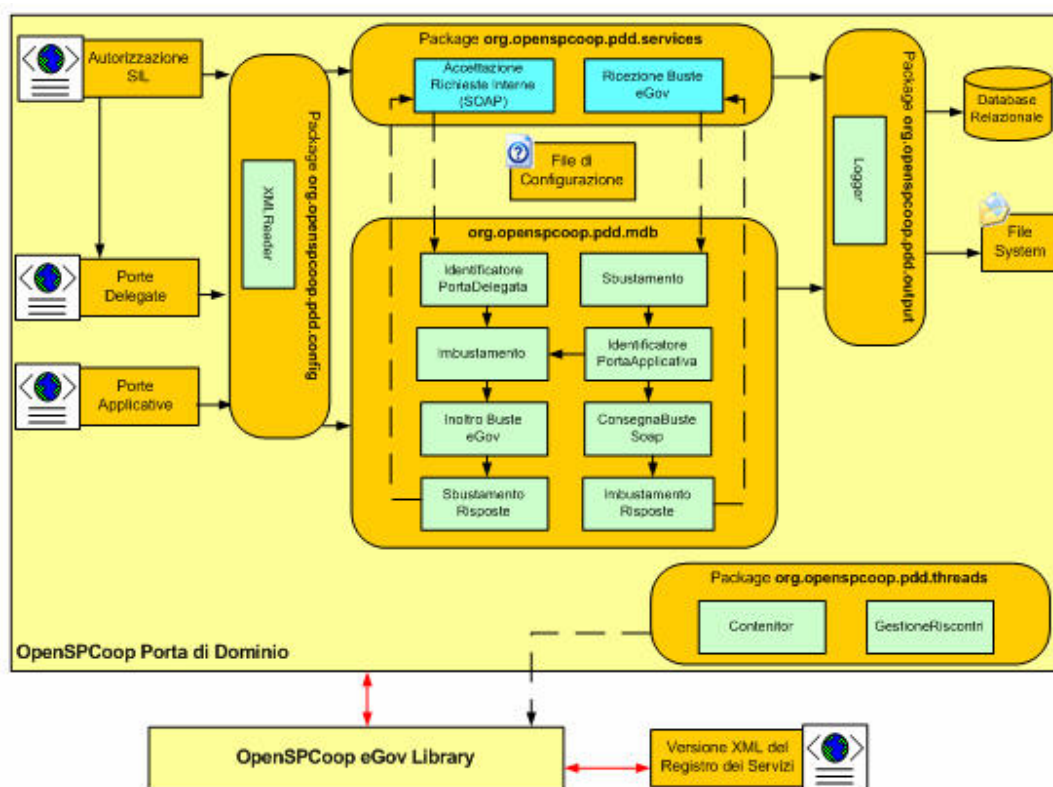 Autorizzazione
SIL
Porte
Delegate
Porte
Applicative
Package org.openspcoop.pdd.config
XMLReader
Package org.openspcoop.pdd.services
Accettazione
Richieste Interne
(SOAP)
Ricezione Buste
eGov
File di
Configurazione
org.openspcoop.pdd.mdb
Identificatore
PortaDelegata
Sbustamento
Imbustamento
Identificatore
PortaApplicativa
Inoltro Buste
eGov
ConsegnaBuste
Soap
Sbustamento
Risposte
Imbustamento
Risposte
Package org.openspcoop.pdd.output
Logger
Database
Relazionale
File
System
Package org.openspcoop.pdd.threads
Contenitor
GestioneRiscontri
OpenSPCoop Porta di Dominio
OpenSPCoop eGov Library
Versione XML del
Registro dei Servizi